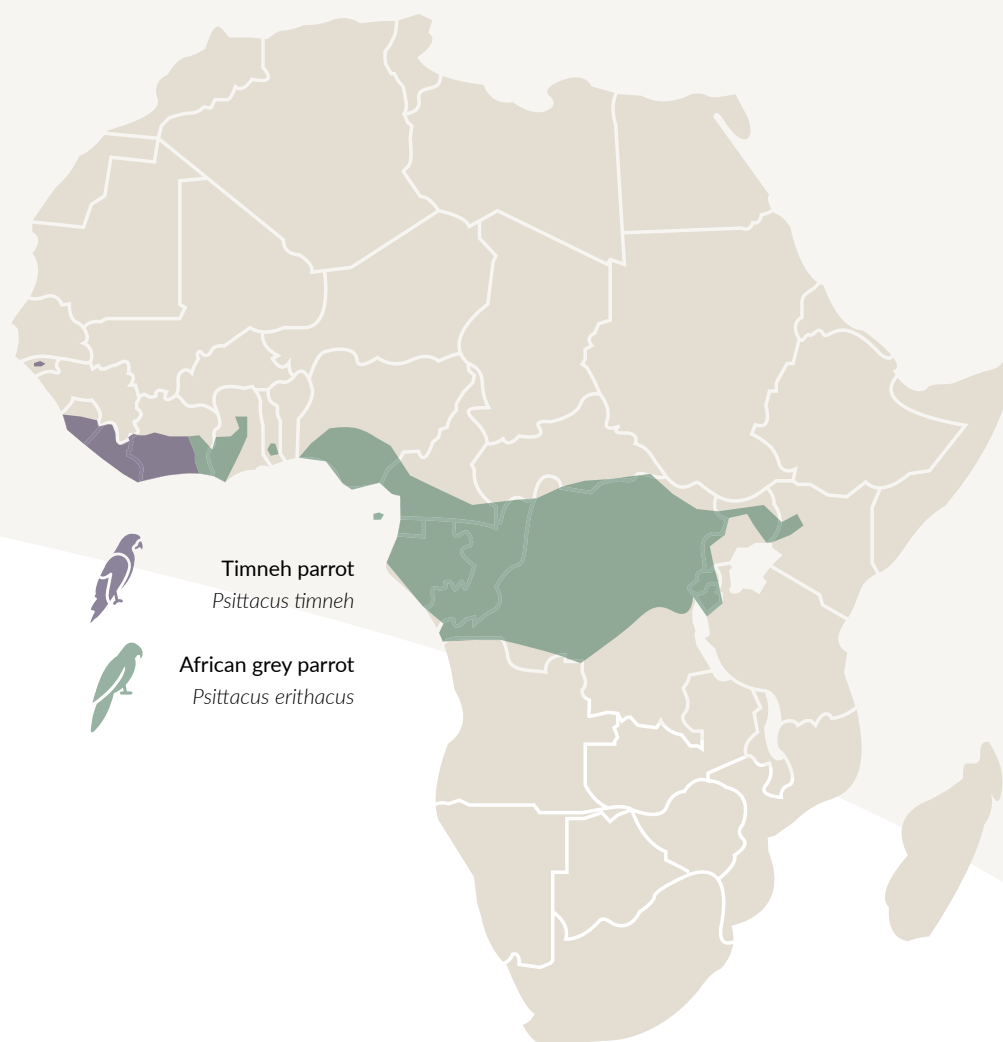 Timneh parrot
Psittacus timneh
African grey parrot
Psittacus erithacus